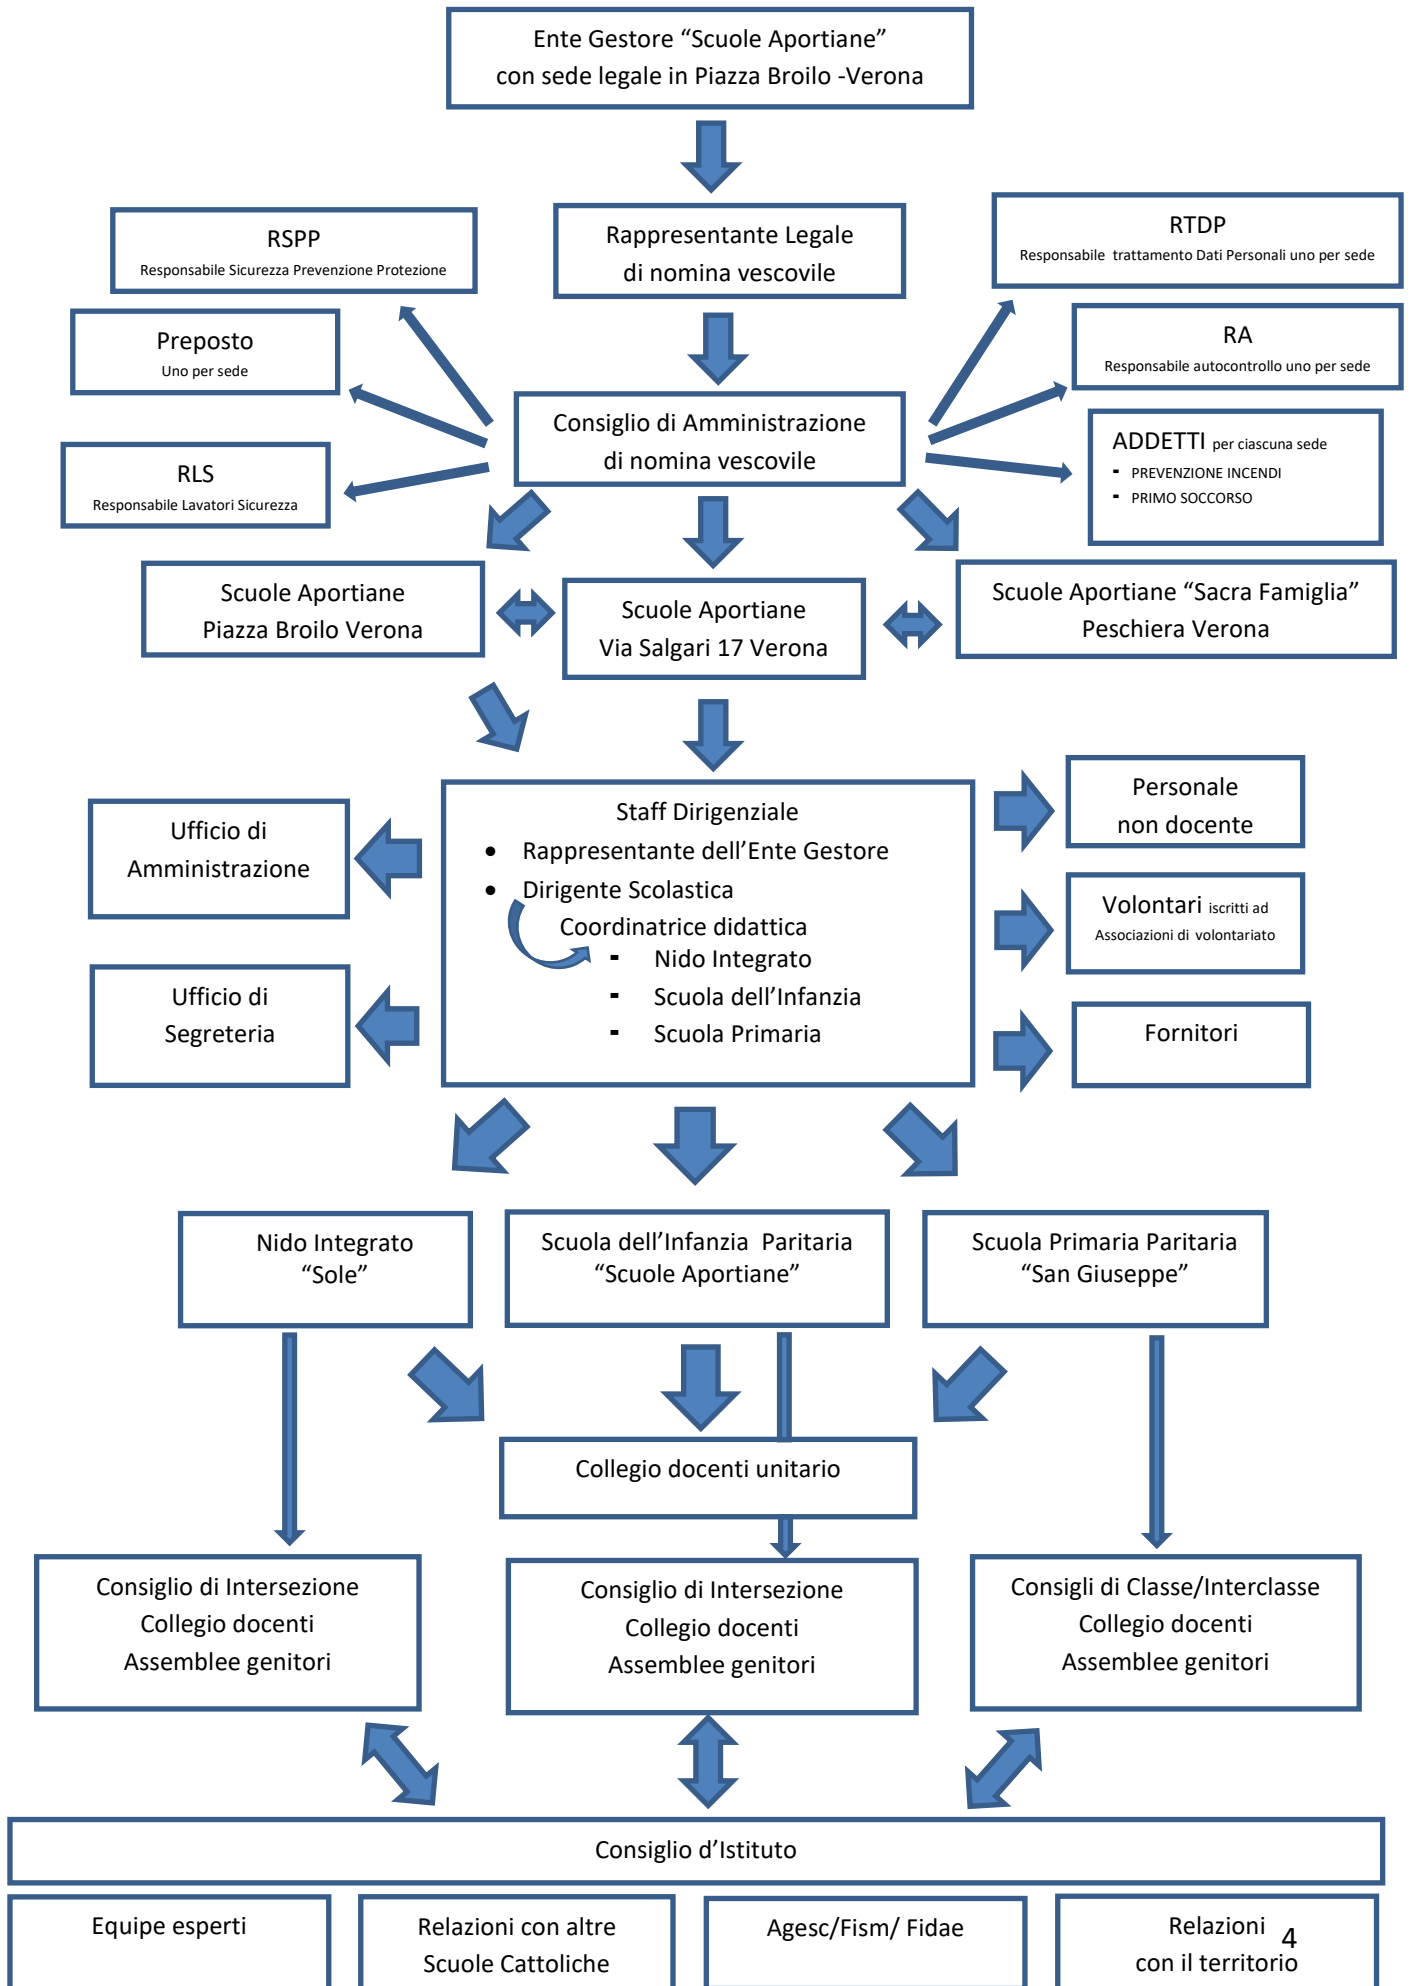 Ente Gestore “Scuole Aportiane”
con sede legale in Piazza Broilo -Verona
RSPP
Responsabile Sicurezza Prevenzione Protezione
Rappresentante Legale
di nomina vescovile
RTDP
Responsabile trattamento Dati Personali uno per sede
Preposto
Uno per sede
RA
Responsabile autocontrollo uno per sede
Consiglio di Amministrazione
di nomina vescovile
RLS
Responsabile Lavatori Sicurezza
ADDETTI per ciascuna sede
- PREVENZIONE INCENDI
- PRIMO SOCCORSO
Scuole Aportiane
Piazza Broilo Verona
Scuole Aportiane
Via Salgari 17 Verona
Scuole Aportiane “Sacra Famiglia”
Peschiera Verona
Ufficio di
Amministrazione
Staff Dirigenziale
• Rappresentante dell’Ente Gestore
• Dirigente Scolastica
Coordinatrice didattica
- Nido Integrato
- Scuola dell’Infanzia
- Scuola Primaria
Personale
non docente
Volontari iscritti ad
Associazioni di volontariato
Ufficio di
Segreteria
Fornitori
Nido Integrato
“Sole”
Scuola dell’Infanzia Paritaria
“Scuole Aportiane”
Scuola Primaria Paritaria
“San Giuseppe”
Collegio docenti unitario
Consiglio di Intersezione
Collegio docenti
Assemblee genitori
Consiglio di Intersezione
Collegio docenti
Assemblee genitori
Consigli di Classe/Interclasse
Collegio docenti
Assemblee genitori
Consiglio d’Istituto
Equipe esperti
Relazioni con altre
Scuole Cattoliche
Agesc/Fism/ Fidae
Relazioni
con il territorio
4